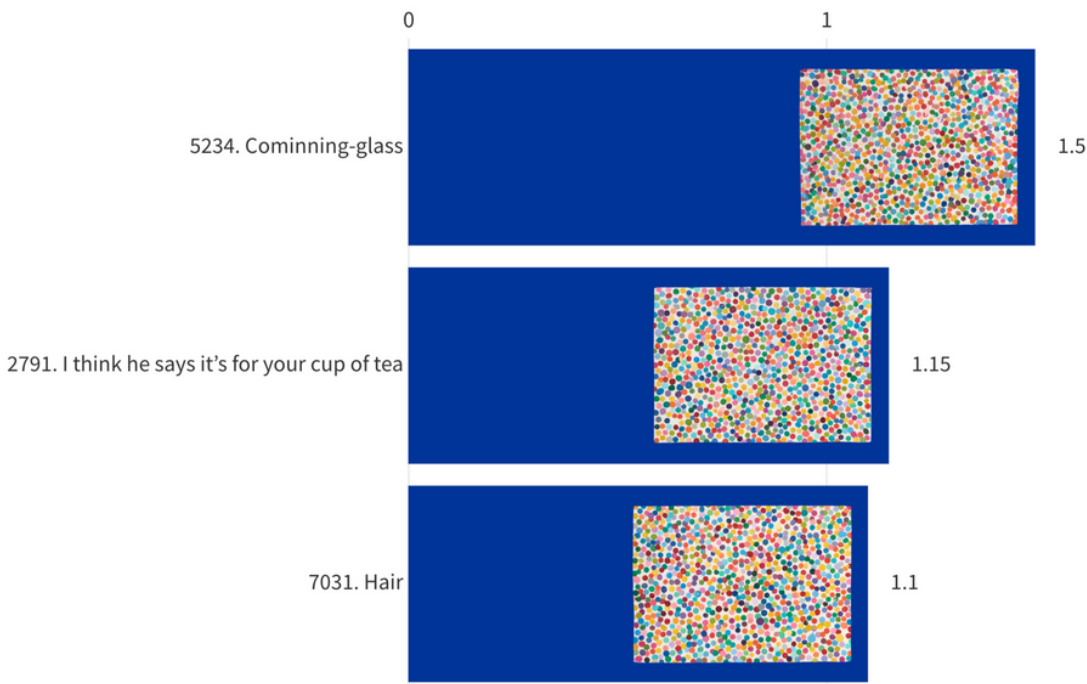 0 1
5234. Cominning-glass 1.5
2791. I think he says it’s for your cup of tea 1.15
7031. Hair 1.1